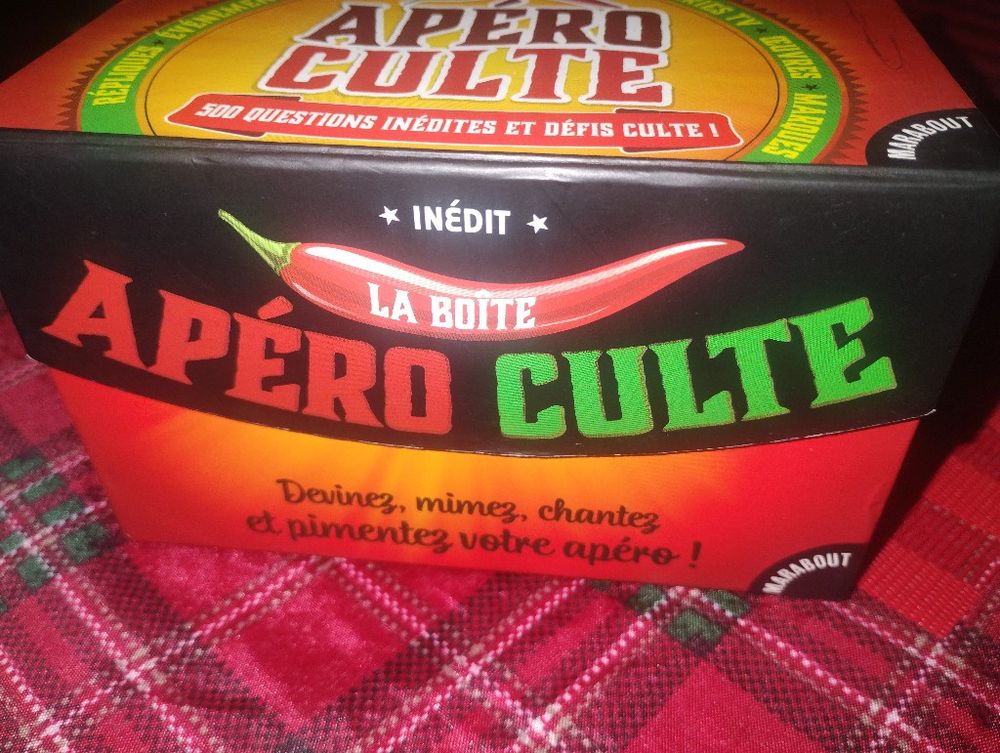 APÉRO
CULTE
500 QUESTIONS INÉDITES ET DÉFIS CULTE !
RÉPLIQUES
MARQUES
MARABOUT
INÉDIT
LA BOÎTE
APÉRO CULTE
Devinez, mimez, chantez
et pimentez votre apéro !
MARABOUT